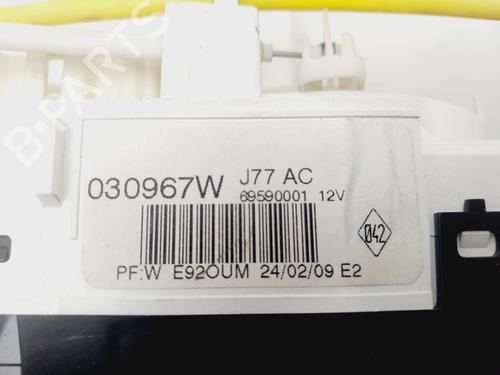 B-PARTS
030967W J77 AC
69590001 12V
042
PF:W E92OUM 24/02/09 E2